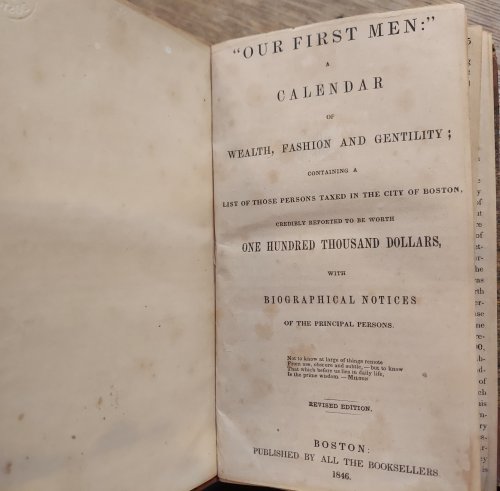 "OUR FIRST MEN:"
A
CALENDAR
OF
WEALTH, FASHION AND GENTILITY;
CONTAINING A
LIST OF THOSE PERSONS TAXED IN THE CITY OF BOSTON,
CREDIBLY REPORTED TO BE WORTH
ONE HUNDRED THOUSAND DOLLARS,
WITH
BIOGRAPHICAL NOTICES
OF THE PRINCIPAL PERSONS.
Not to know at large of things remote
From use, obscure and subtle,—but to know
That which before us lies in daily life,
Is the prime wisdom.—MILTON
REVISED EDITION.
BOSTON:
PUBLISHED BY ALL THE BOOKSELLERS.
1846.